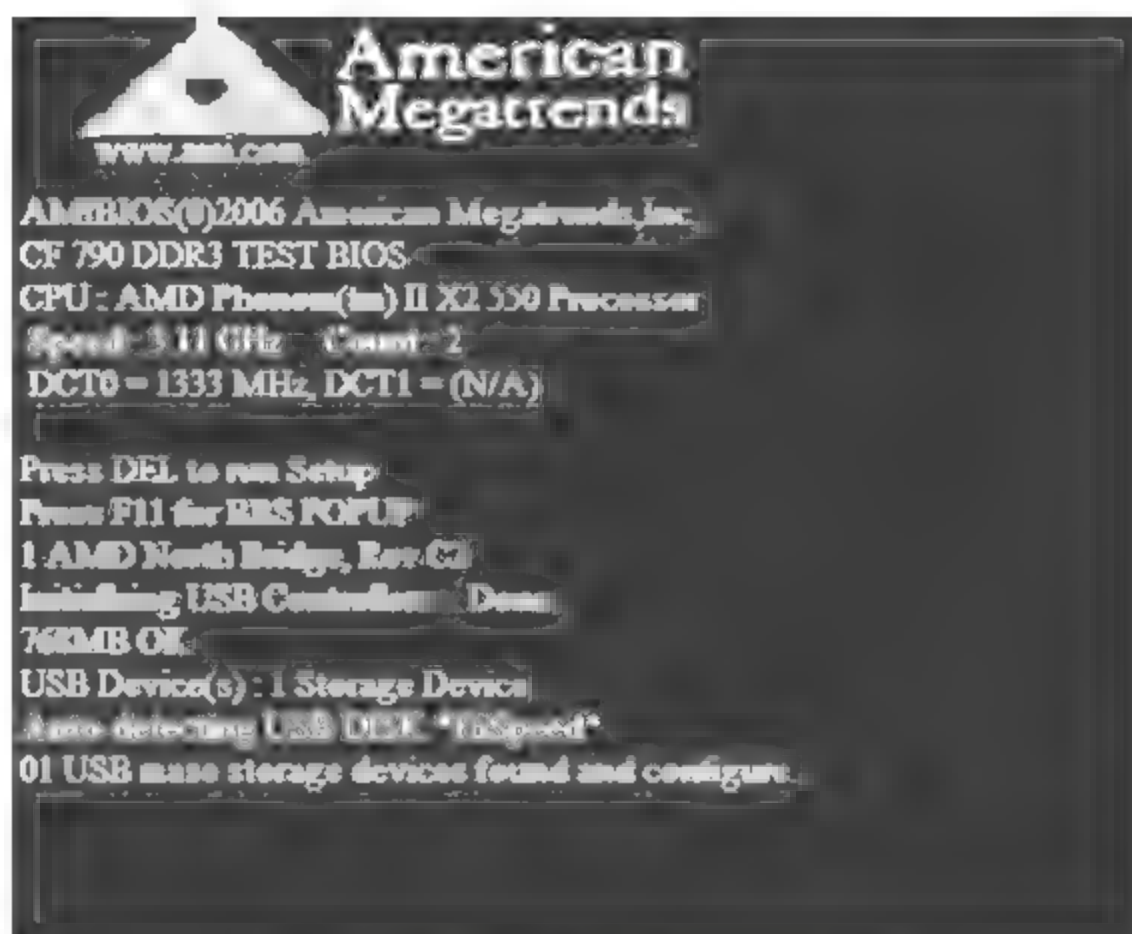 American
Megatrends
www.ami.com
AMIBIOS(C)2006 American Megatrends, Inc.
CF 790 DDR3 TEST BIOS
CPU : AMD Phenom(tm) II X2 550 Processor
Speed : 3.11 GHz Count : 2
DCT0 = 1333 MHz, DCT1 = (N/A)
Press DEL to run Setup
Press F11 for BBS POPUP
1 AMD North Bridge, Rev
Initializing USB Controllers .. Done
768MB OK
USB Device(s) : 1 Storage Device
Auto-detecting USB DISK "HiSpeed"
01 USB mass storage devices found and configure.